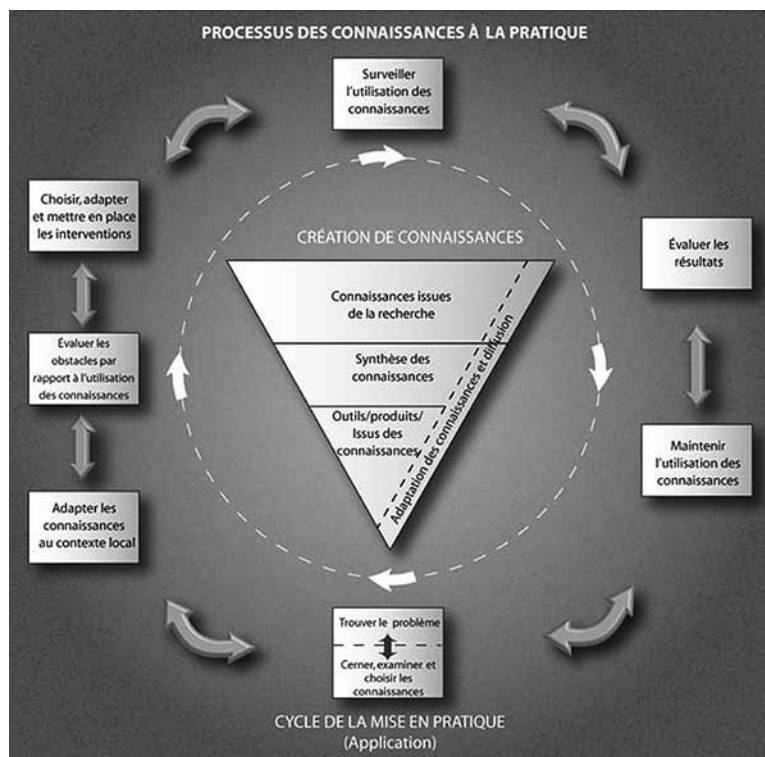 PROCESSUS DES CONNAISSANCES À LA PRATIQUE
Surveiller
l'utilisation des
connaissances
Choisir, adapter
et mettre en place
les interventions
CRÉATION DE CONNAISSANCES
Évaluer les
résultats
Connaissances issues
de la recherche
Évaluer les
obstacles par
rapport à l'utilisation
des connaissances
Synthèse des
connaissances
Outils/produits/
Issus des
connaissances
Adaptation des connaissances et diffusion
Maintenir
l'utilisation des
connaissances
Adapter les
connaissances
au contexte local
Trouver le problème
Cerner, examiner et
choisir les
connaissances
CYCLE DE LA MISE EN PRATIQUE
(Application)